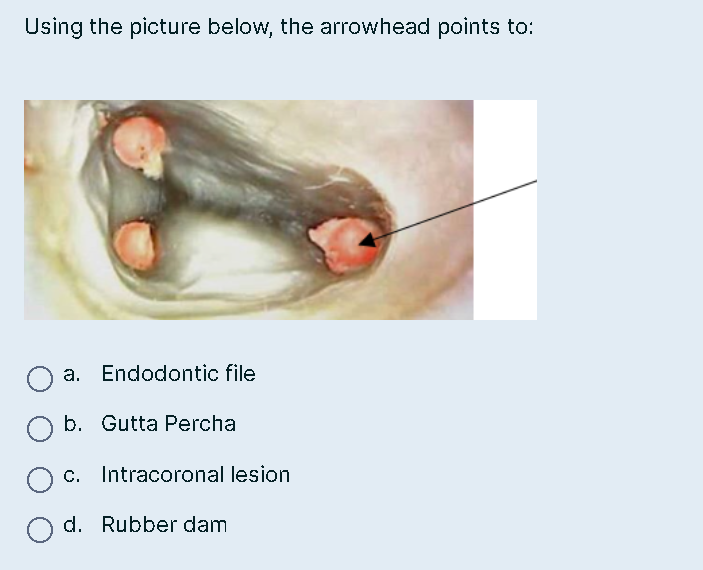 Using the picture below, the arrowhead points to:
a. Endodontic file
b. Gutta Percha
c. Intracoronal lesion
d. Rubber dam